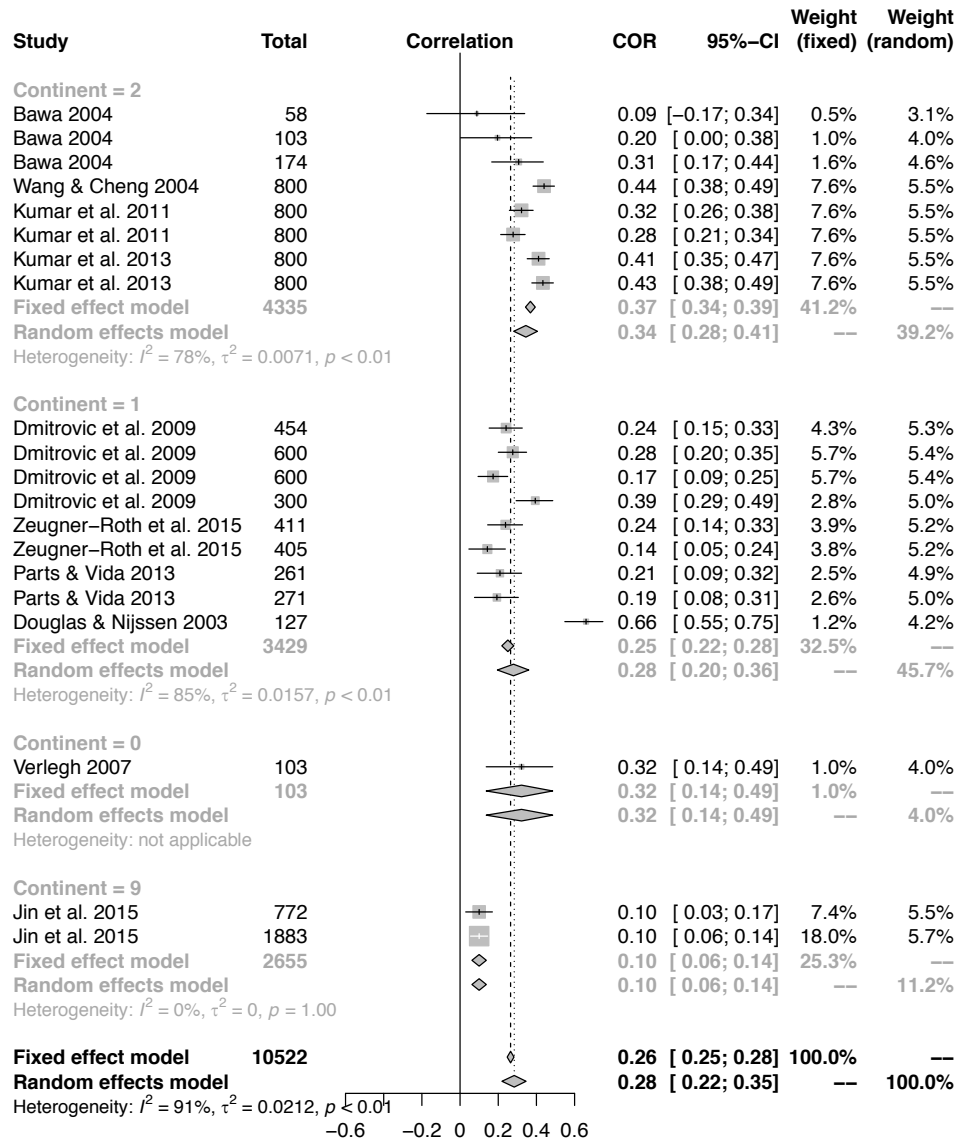 Weight Weight
Study Total Correlation COR 95%−CI (fixed) (random)
Continent = 2
Bawa 2004 58 0.09 [−0.17; 0.34] 0.5% 3.1%
Bawa 2004 103 0.20 [ 0.00; 0.38] 1.0% 4.0%
Bawa 2004 174 0.31 [ 0.17; 0.44] 1.6% 4.6%
Wang & Cheng 2004 800 0.44 [ 0.38; 0.49] 7.6% 5.5%
Kumar et al. 2011 800 0.32 [ 0.26; 0.38] 7.6% 5.5%
Kumar et al. 2011 800 0.28 [ 0.21; 0.34] 7.6% 5.5%
Kumar et al. 2013 800 0.41 [ 0.35; 0.47] 7.6% 5.5%
Kumar et al. 2013 800 0.43 [ 0.38; 0.49] 7.6% 5.5%
Fixed effect model 4335 0.37 [ 0.34; 0.39] 41.2% −−
Random effects model 0.34 [ 0.28; 0.41] −− 39.2%
Heterogeneity: I² = 78%, τ² = 0.0071, p < 0.01
Continent = 1
Dmitrovic et al. 2009 454 0.24 [ 0.15; 0.33] 4.3% 5.3%
Dmitrovic et al. 2009 600 0.28 [ 0.20; 0.35] 5.7% 5.4%
Dmitrovic et al. 2009 600 0.17 [ 0.09; 0.25] 5.7% 5.4%
Dmitrovic et al. 2009 300 0.39 [ 0.29; 0.49] 2.8% 5.0%
Zeugner−Roth et al. 2015 411 0.24 [ 0.14; 0.33] 3.9% 5.2%
Zeugner−Roth et al. 2015 405 0.14 [ 0.05; 0.24] 3.8% 5.2%
Parts & Vida 2013 261 0.21 [ 0.09; 0.32] 2.5% 4.9%
Parts & Vida 2013 271 0.19 [ 0.08; 0.31] 2.6% 5.0%
Douglas & Nijssen 2003 127 0.66 [ 0.55; 0.75] 1.2% 4.2%
Fixed effect model 3429 0.25 [ 0.22; 0.28] 32.5% −−
Random effects model 0.28 [ 0.20; 0.36] −− 45.7%
Heterogeneity: I² = 85%, τ² = 0.0157, p < 0.01
Continent = 0
Verlegh 2007 103 0.32 [ 0.14; 0.49] 1.0% 4.0%
Fixed effect model 103 0.32 [ 0.14; 0.49] 1.0% −−
Random effects model 0.32 [ 0.14; 0.49] −− 4.0%
Heterogeneity: not applicable
Continent = 9
Jin et al. 2015 772 0.10 [ 0.03; 0.17] 7.4% 5.5%
Jin et al. 2015 1883 0.10 [ 0.06; 0.14] 18.0% 5.7%
Fixed effect model 2655 0.10 [ 0.06; 0.14] 25.3% −−
Random effects model 0.10 [ 0.06; 0.14] −− 11.2%
Heterogeneity: I² = 0%, τ² = 0, p = 1.00
Fixed effect model 10522 0.26 [ 0.25; 0.28] 100.0% −−
Random effects model 0.28 [ 0.22; 0.35] −− 100.0%
Heterogeneity: I² = 91%, τ² = 0.0212, p < 0.01
−0.6 −0.2 0 0.2 0.4 0.6